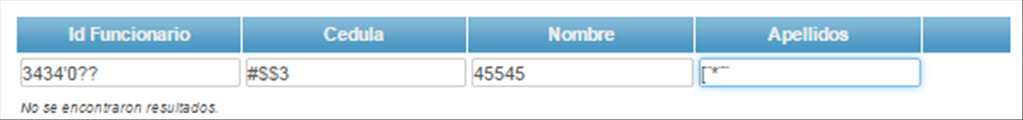 Id Funcionario Cedula Nombre Apellidos
3434'0?? #$$3 45545 [¨*¨¨
No se encontraron resultados.